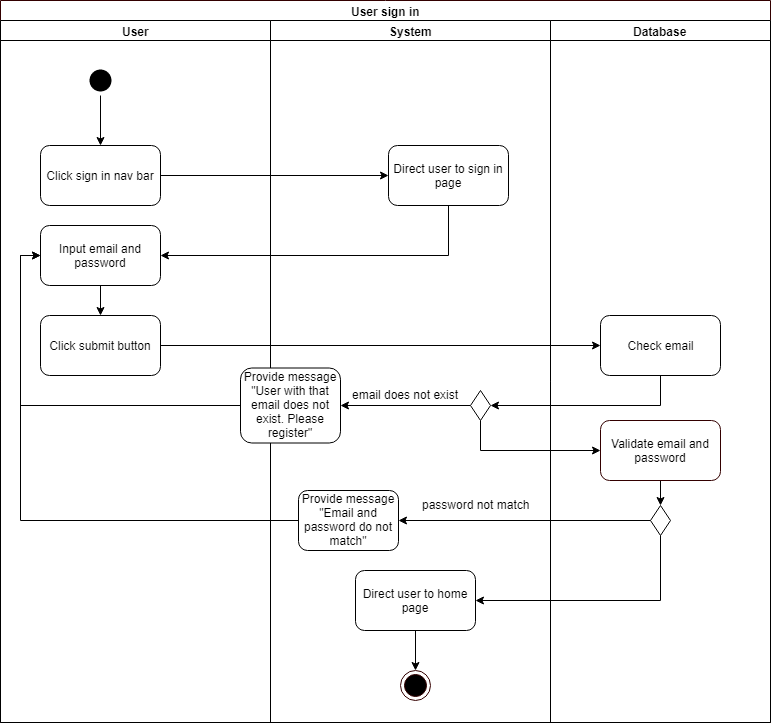 User sign in
User
System
Database
Click sign in nav bar
Direct user to sign in
page
Input email and
password
Click submit button
Check email
Provide message
"User with that
email does not
exist. Please
register"
email does not exist
Validate email and
password
Provide message
"Email and
password do not
match"
password not match
Direct user to home
page